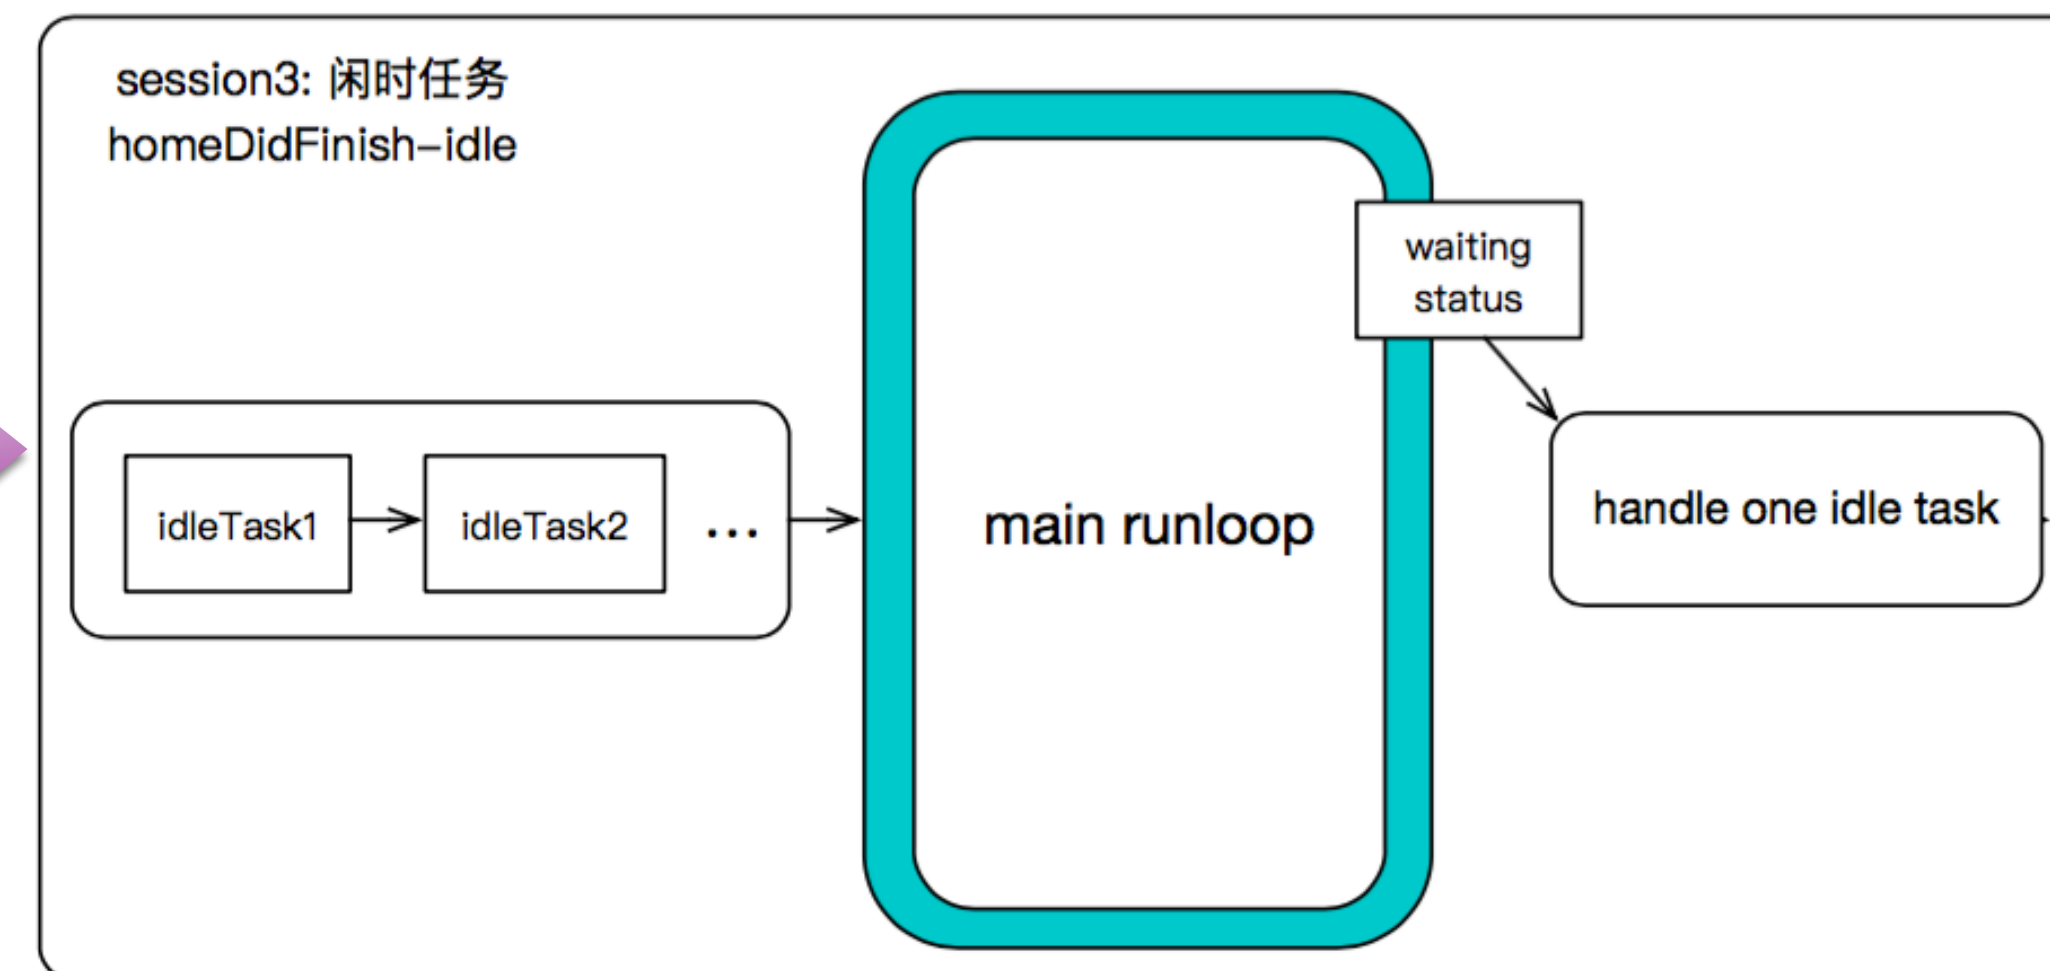 session3: 闲时任务
homeDidFinish–idle
waiting
status
idleTask1
idleTask2
...
main runloop
handle one idle task